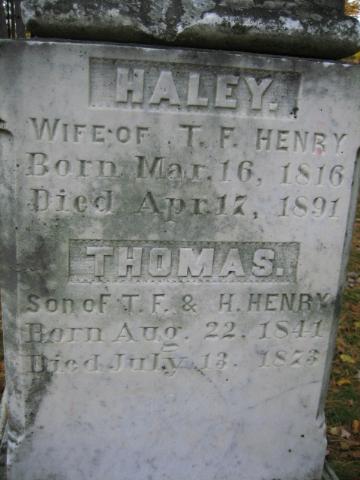 HALEY.
WIFE OF T. F. HENRY
Born Mar. 16, 1816
Died Apr. 17, 1891
THOMAS.
Son of T. F. & H. HENRY
Born Aug. 22. 1841
Died July 13. 1873